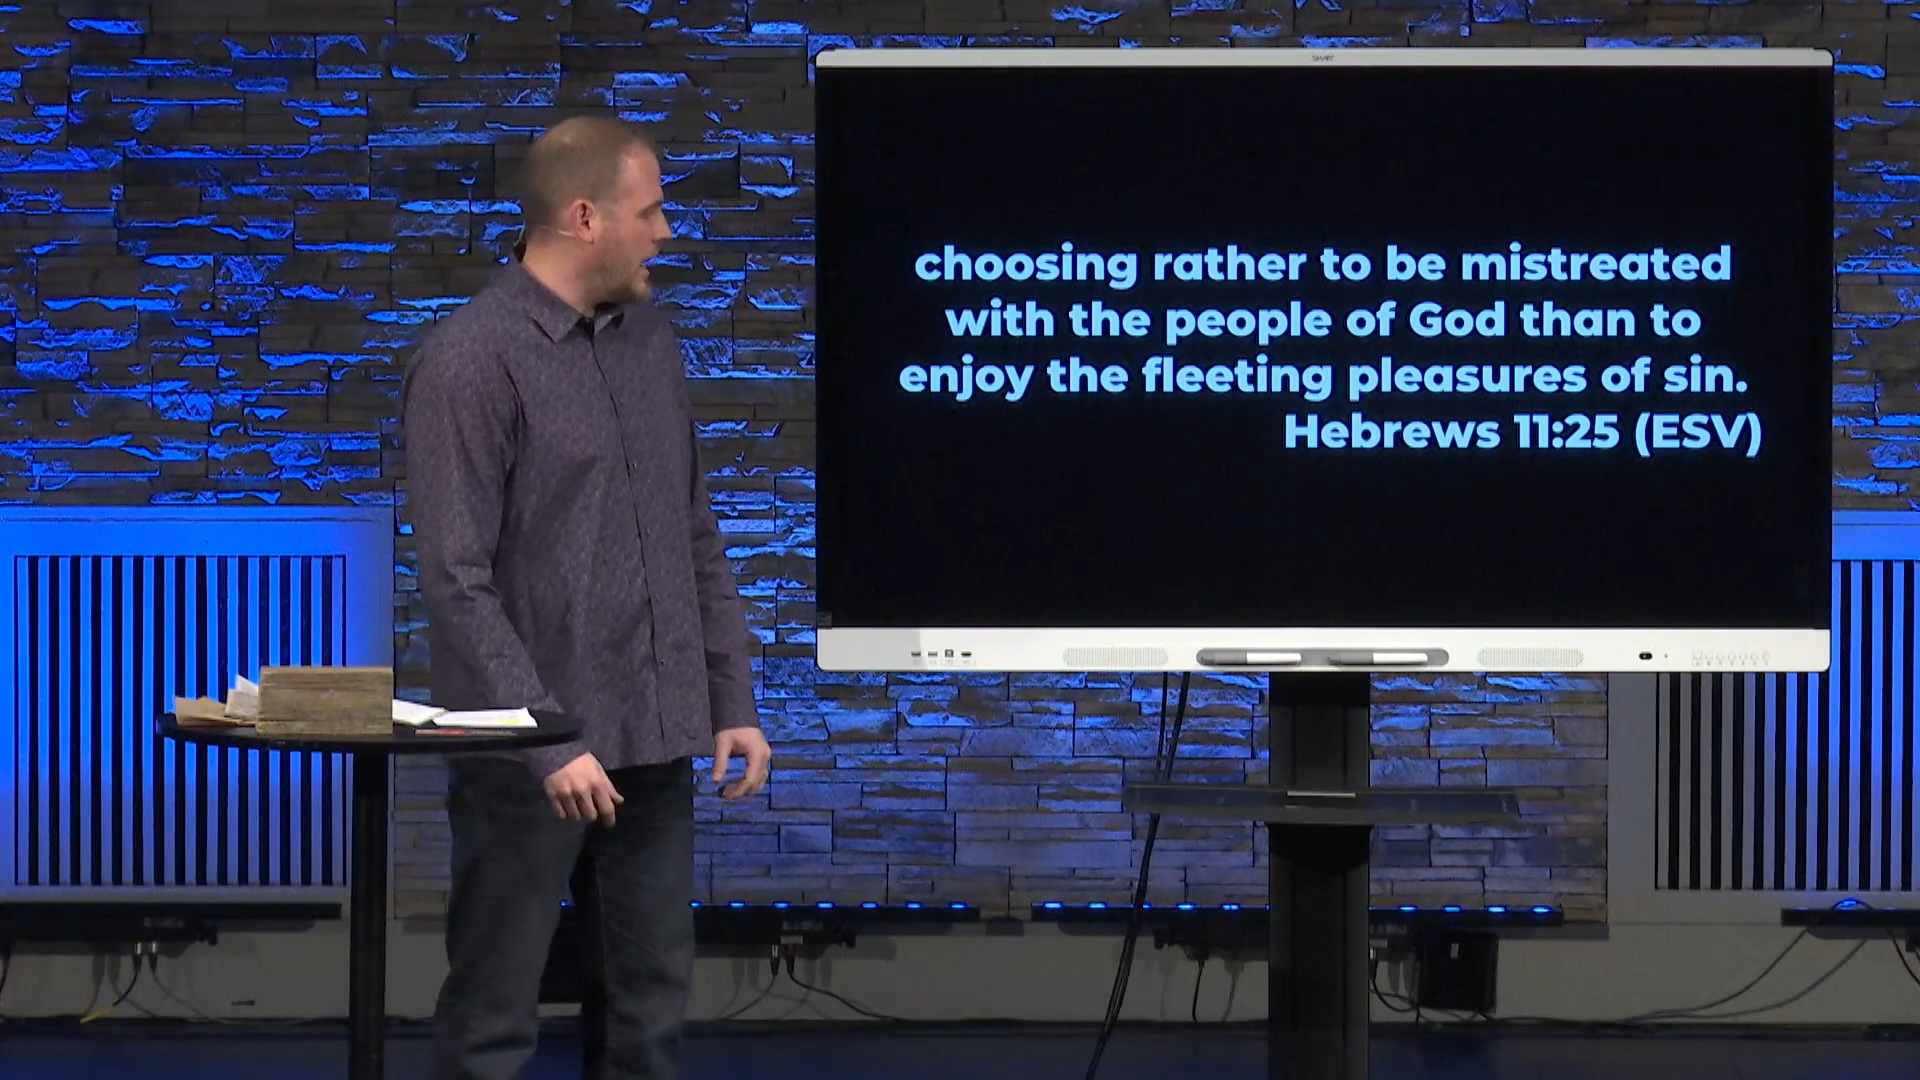 SMART
choosing rather to be mistreated
with the people of God than to
enjoy the fleeting pleasures of sin.
Hebrews 11:25 (ESV)